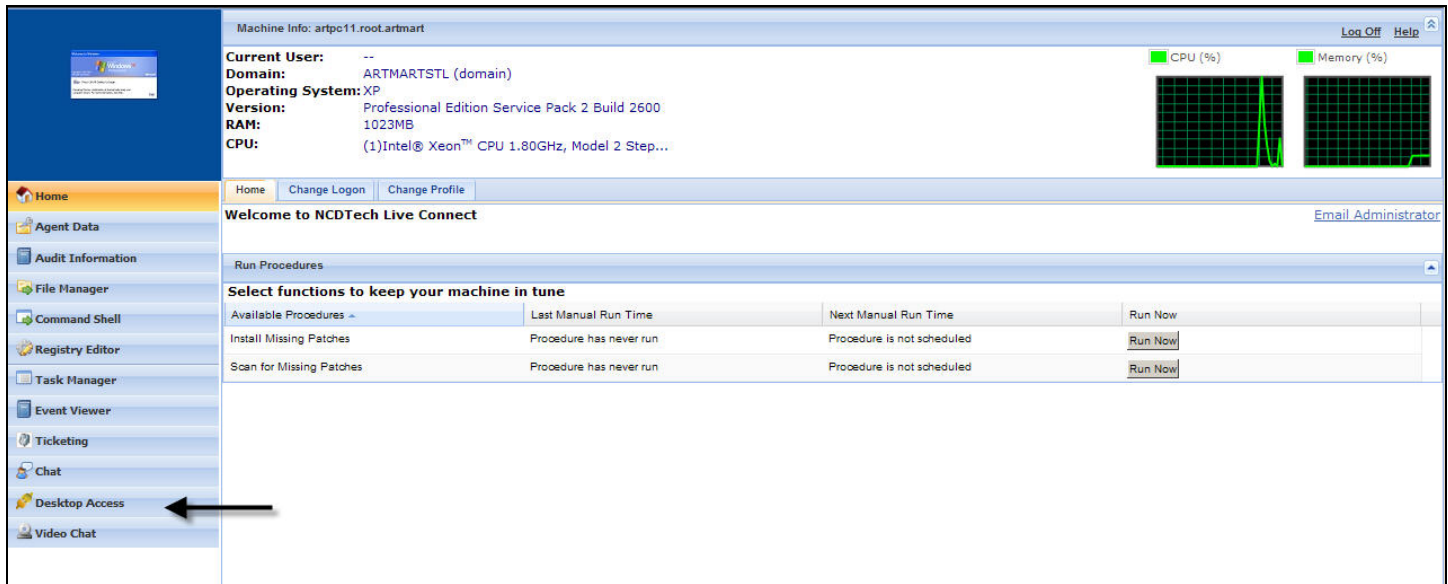 Machine Info: artpc11.root.artmart
Log Off Help
Current User: --
Domain: ARTMARTSTL (domain)
Operating System: XP
Version: Professional Edition Service Pack 2 Build 2600
RAM: 1023MB
CPU: (1)Intel® Xeon™ CPU 1.80GHz, Model 2 Step...
CPU (%) Memory (%)
Home
Agent Data
Audit Information
File Manager
Command Shell
Registry Editor
Task Manager
Event Viewer
Ticketing
Chat
Desktop Access
Video Chat
Home Change Logon Change Profile
Welcome to NCDTech Live Connect
Email Administrator
Run Procedures
Select functions to keep your machine in tune
Available Procedures Last Manual Run Time Next Manual Run Time Run Now
Install Missing Patches Procedure has never run Procedure is not scheduled Run Now
Scan for Missing Patches Procedure has never run Procedure is not scheduled Run Now